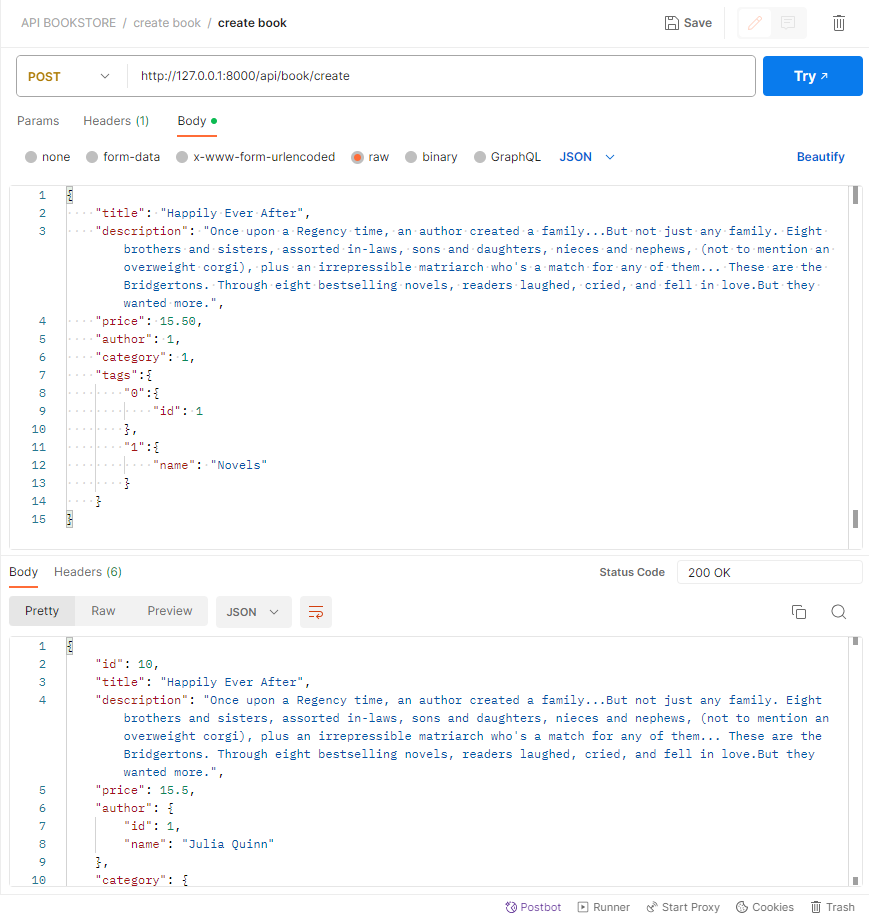 API BOOKSTORE / create book / create book
Save
POST
http://127.0.0.1:8000/api/book/create
Try ↗
Params
Headers (1)
Body
none
form-data
x-www-form-urlencoded
raw
binary
GraphQL
JSON
Beautify
1 {
2 "title": "Happily Ever After",
3 "description": "Once upon a Regency time, an author created a family...But not just any family. Eight
brothers and sisters, assorted in-laws, sons and daughters, nieces and nephews, (not to mention an
overweight corgi), plus an irrepressible matriarch who's a match for any of them... These are the
Bridgertons. Through eight bestselling novels, readers laughed, cried, and fell in love.But they
wanted more.",
4 "price": 15.50,
5 "author": 1,
6 "category": 1,
7 "tags":{
8 "0":{
9 "id": 1
10 },
11 "1":{
12 "name": "Novels"
13 }
14 }
15 }
Body
Headers (6)
Status Code
200 OK
Pretty
Raw
Preview
JSON
1 {
2 "id": 10,
3 "title": "Happily Ever After",
4 "description": "Once upon a Regency time, an author created a family...But not just any family. Eight
brothers and sisters, assorted in-laws, sons and daughters, nieces and nephews, (not to mention an
overweight corgi), plus an irrepressible matriarch who's a match for any of them... These are the
Bridgertons. Through eight bestselling novels, readers laughed, cried, and fell in love.But they
wanted more.",
5 "price": 15.5,
6 "author": {
7 "id": 1,
8 "name": "Julia Quinn"
9 },
10 "category": {
Postbot
Runner
Start Proxy
Cookies
Trash